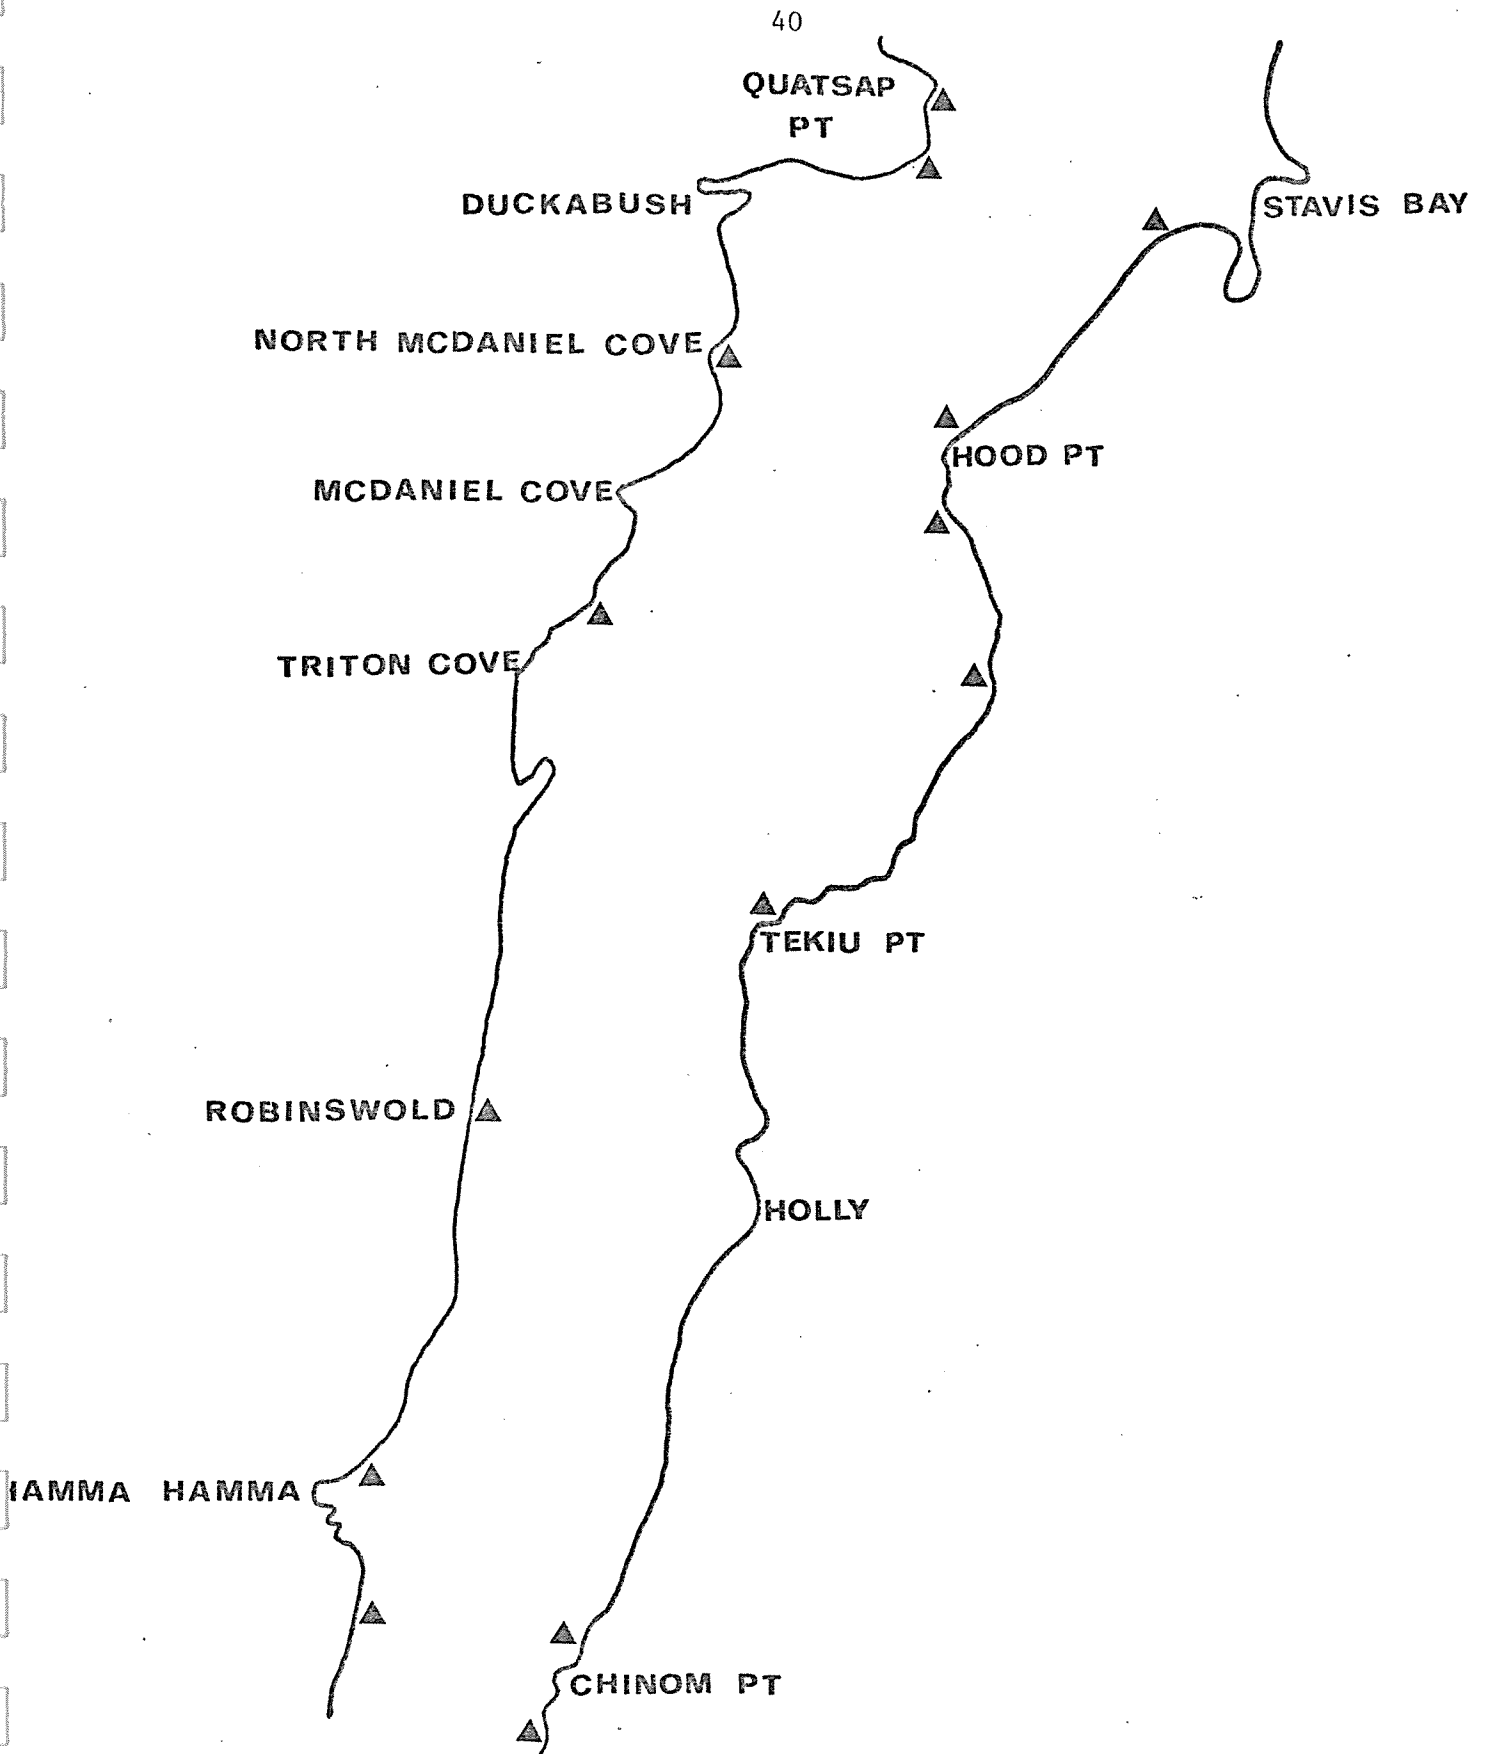 40
QUATSAP
PT
DUCKABUSH
STAVIS BAY
NORTH MCDANIEL COVE
HOOD PT
MCDANIEL COVE
TRITON COVE
TEKIU PT
ROBINSWOLD
HOLLY
HAMMA HAMMA
CHINOM PT